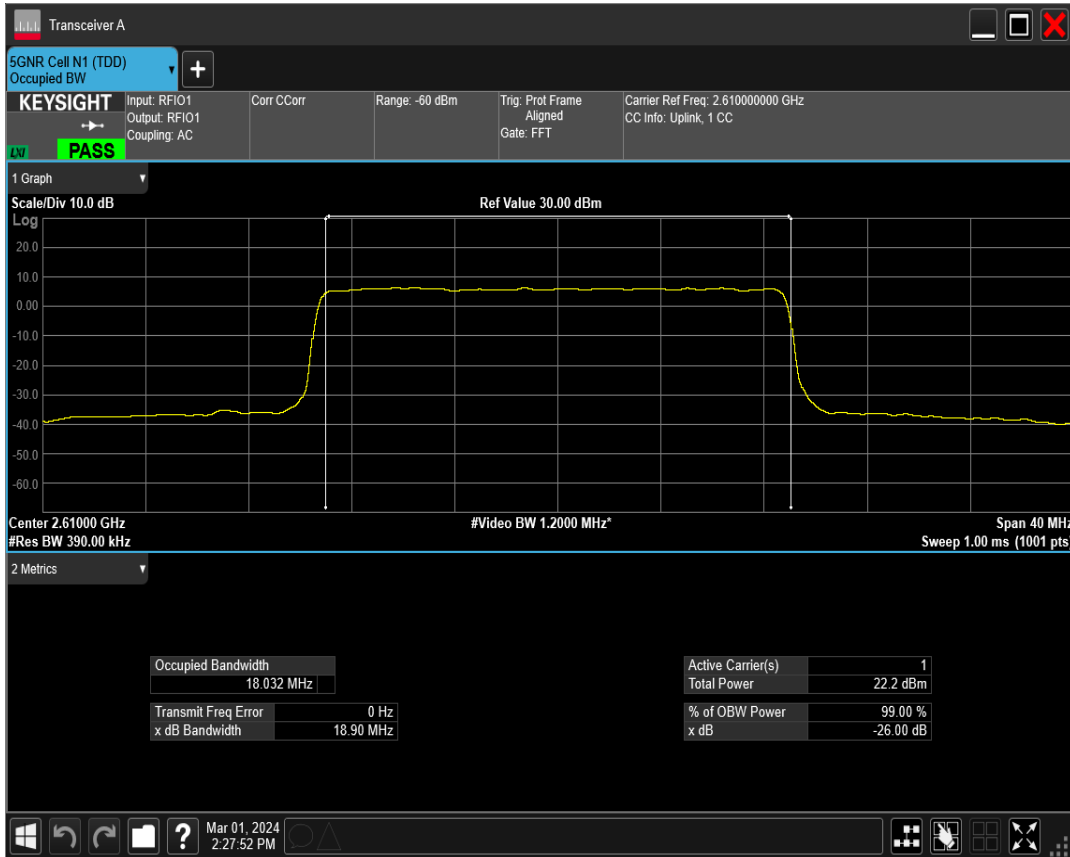 Transceiver A
5GNR Cell N1 (TDD)
Occupied BW
+
KEYSIGHT
LXI
PASS
Input: RFIO1
Output: RFIO1
Coupling: AC
Corr CCorr
Range: -60 dBm
Trig: Prot Frame
Aligned
Gate: FFT
Carrier Ref Freq: 2.610000000 GHz
CC Info: Uplink, 1 CC
1 Graph
Scale/Div 10.0 dB
Ref Value 30.00 dBm
Log
20.0
10.0
0.00
-10.0
-20.0
-30.0
-40.0
-50.0
-60.0
Center 2.61000 GHz
#Video BW 1.2000 MHz*
Span 40 MHz
#Res BW 390.00 kHz
Sweep 1.00 ms (1001 pts)
2 Metrics
Occupied Bandwidth
18.032 MHz
Transmit Freq Error 0 Hz
x dB Bandwidth 18.90 MHz
Active Carrier(s) 1
Total Power 22.2 dBm
% of OBW Power 99.00 %
x dB -26.00 dB
?
Mar 01, 2024
2:27:52 PM